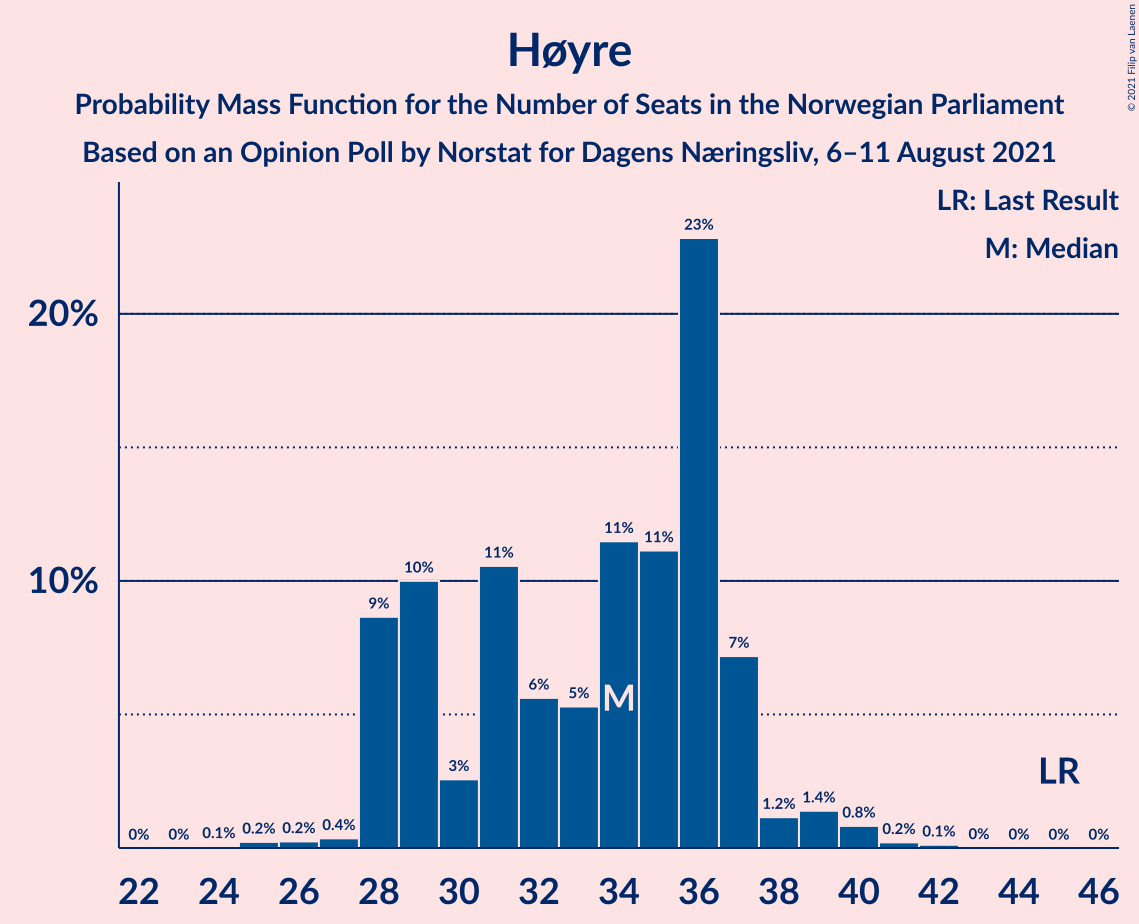 Høyre
Probability Mass Function for the Number of Seats in the Norwegian Parliament
Based on an Opinion Poll by Norstat for Dagens Næringsliv, 6–11 August 2021
© 2021 Filip van Laenen
LR: Last Result
M: Median
20%
10%
0% 0% 0.1% 0.2% 0.2% 0.4% 9% 10% 3% 11% 6% 5% 11% 11% 23% 7% 1.2% 1.4% 0.8% 0.2% 0.1% 0% 0% 0% 0%
M
LR
22 24 26 28 30 32 34 36 38 40 42 44 46